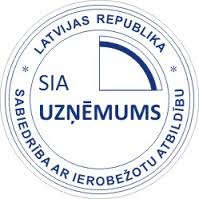 LATVIJAS REPUBLIKA
SIA
UZŅĒMUMS
SABIEDRĪBA AR IEROBEŽOTU ATBILDĪBU